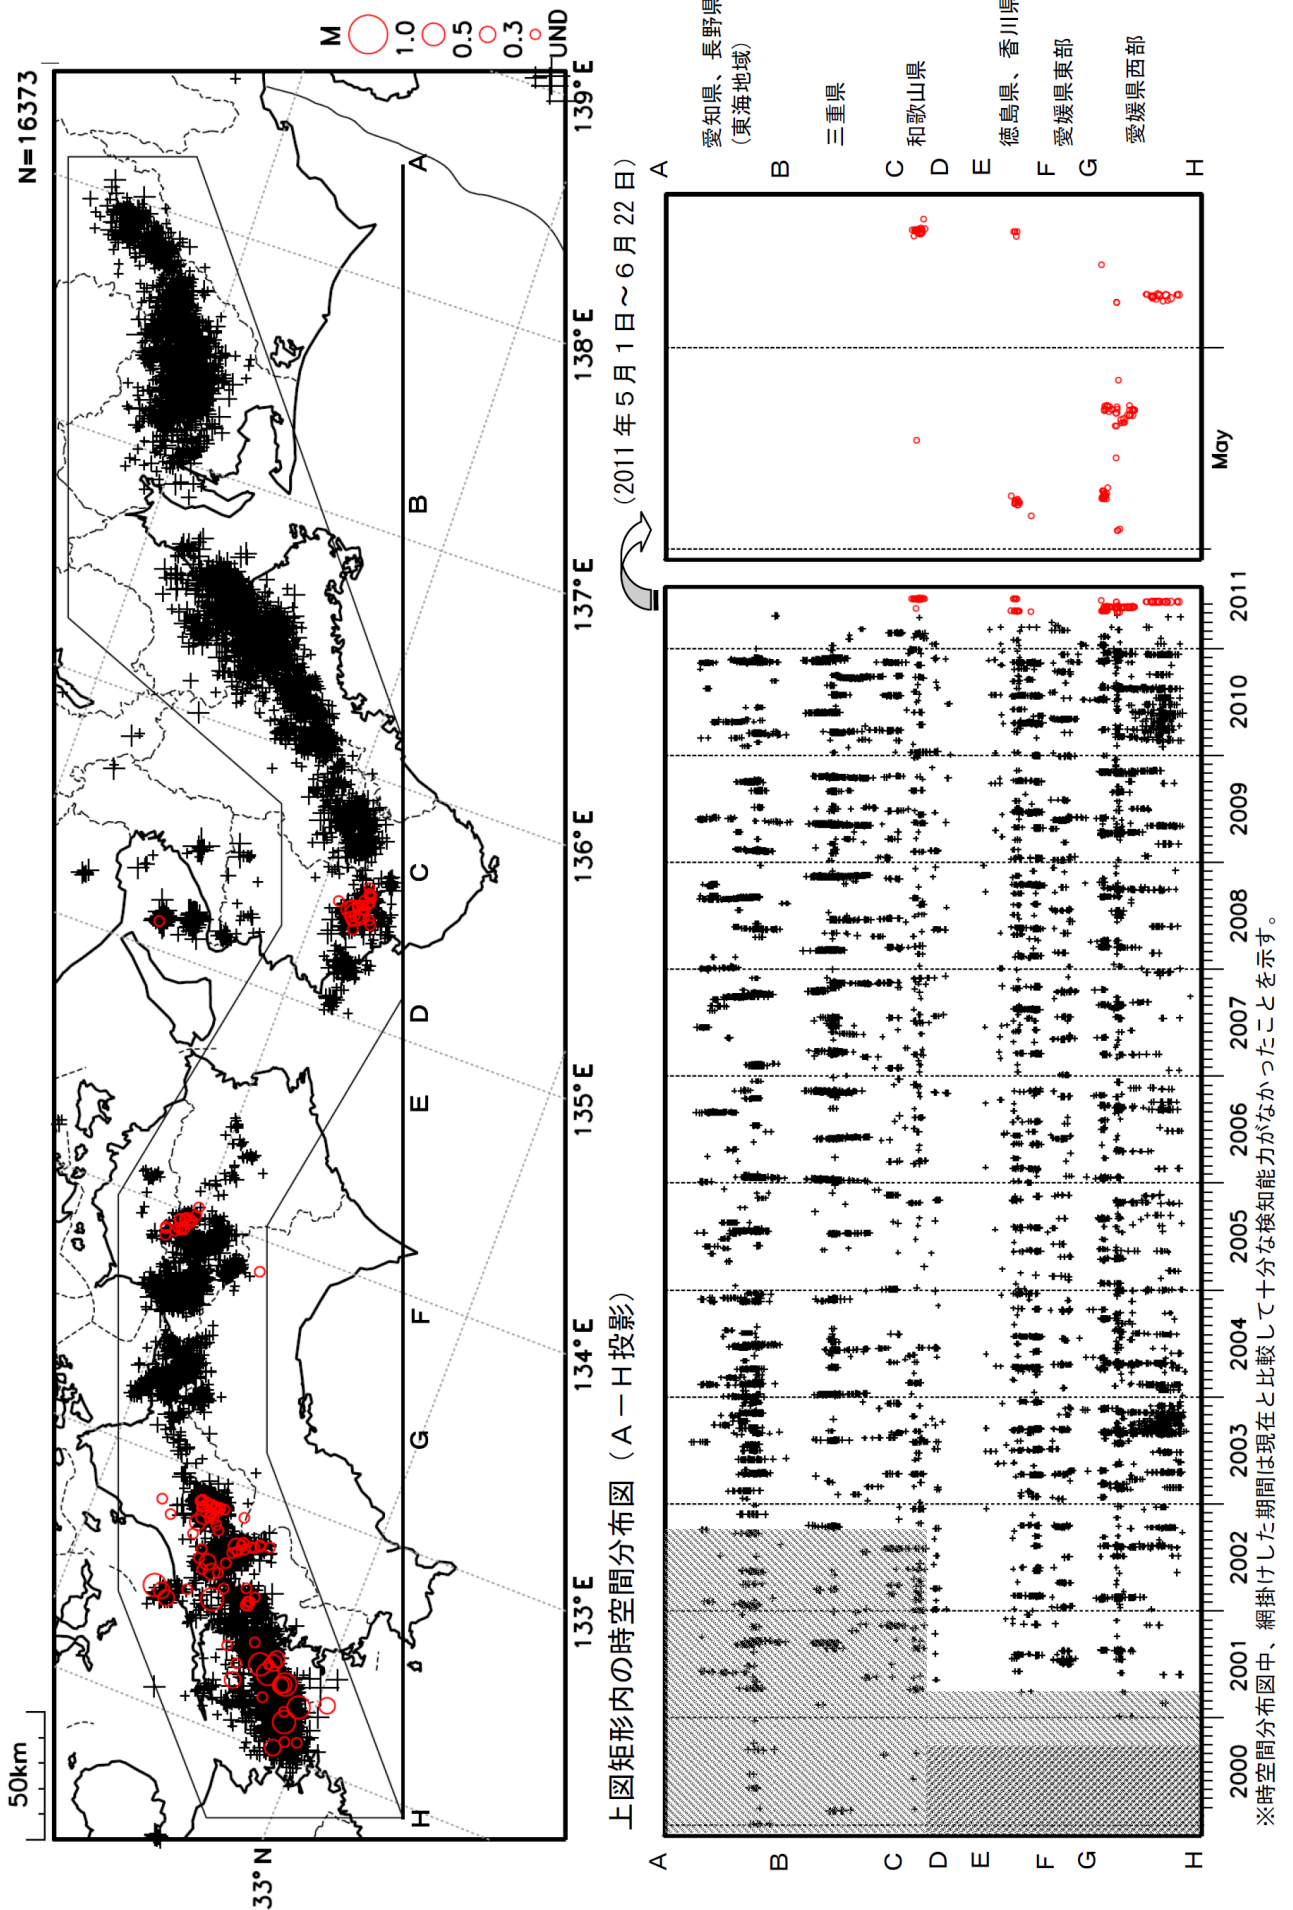 50km
N=16373
M
1.0
0.5
0.3
UND
33°N
133°E
134°E
135°E
136°E
137°E
138°E
139°E
H
G
F
E
D
C
B
A
上図矩形内の時空間分布図（A－H投影）
（2011年5月1日～6月22日）
A
B
C
D
E
F
G
H
2000
2001
2002
2003
2004
2005
2006
2007
2008
2009
2010
2011
May
A
B
C
D
E
F
G
H
愛知県、長野県
（東海地域）
三重県
和歌山県
徳島県、香川県
愛媛県東部
愛媛県西部
※時空間分布図中、網掛けした期間は現在と比較して十分な検知能力がなかったことを示す。